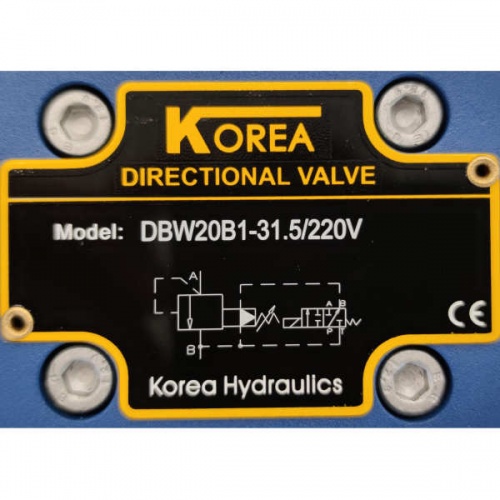 KOREA
DIRECTIONAL VALVE
Model: DBW20B1-31.5/220V
A
A B
P T
B
CE
Korea Hydraulics